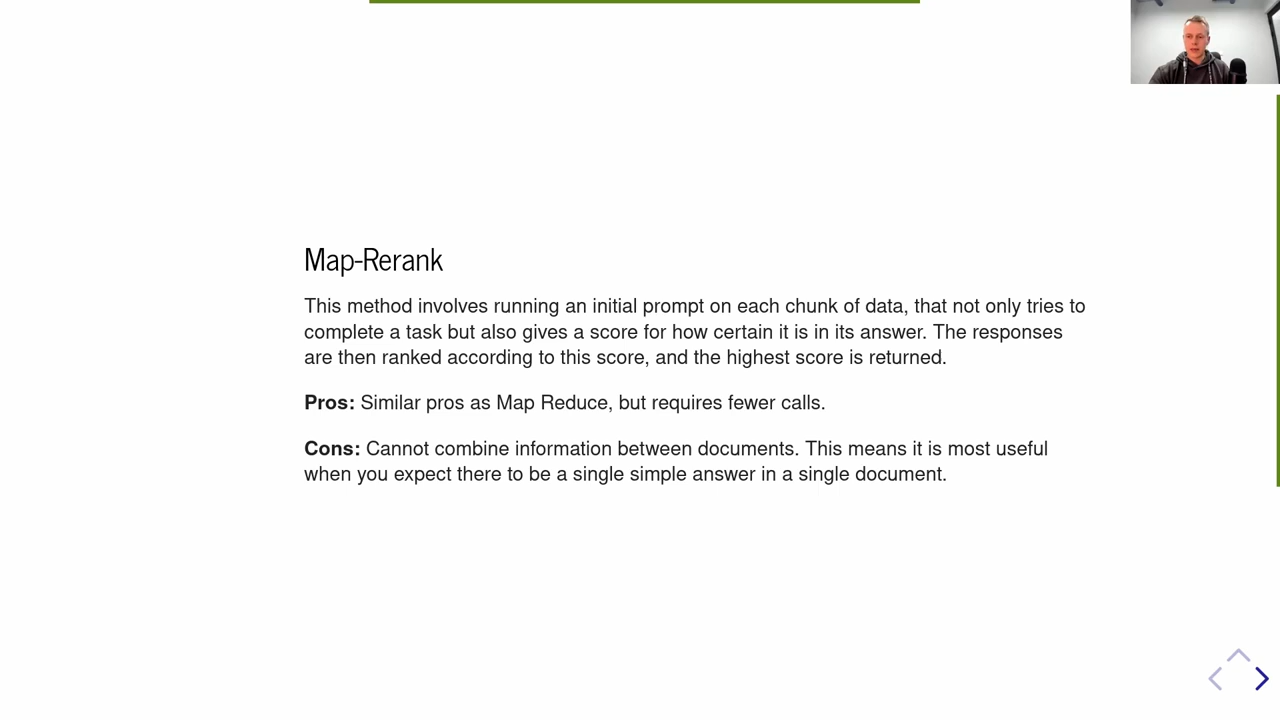 Map-Rerank
This method involves running an initial prompt on each chunk of data, that not only tries to
complete a task but also gives a score for how certain it is in its answer. The responses
are then ranked according to this score, and the highest score is returned.
Pros: Similar pros as Map Reduce, but requires fewer calls.
Cons: Cannot combine information between documents. This means it is most useful
when you expect there to be a single simple answer in a single document.